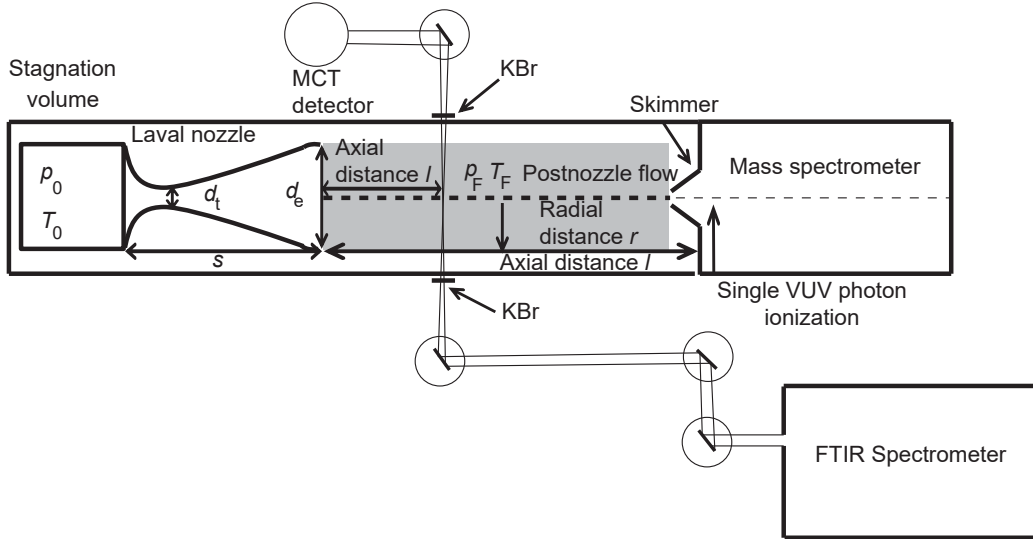 MCT
detector
KBr
Stagnation
volume
Skimmer
Laval nozzle
Axial
distance l
Mass spectrometer
p0
T0
dt
de
pF TF Postnozzle flow
Radial
distance r
s
Axial distance l
Single VUV photon
ionization
KBr
FTIR Spectrometer